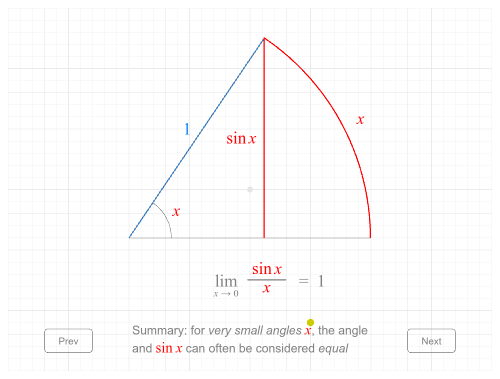 1
sin x
x
x
lim x → 0 sin x / x = 1
Summary: for very small angles x, the angle
and sin x can often be considered equal
Prev
Next